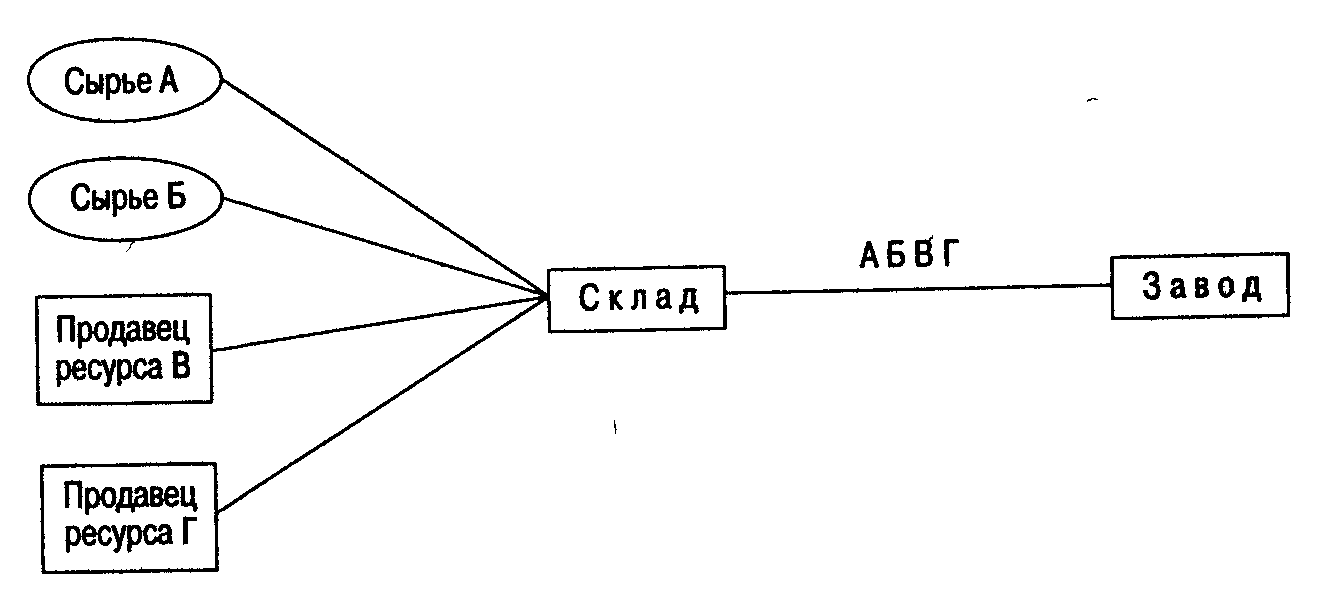 Сырье А
Сырье Б
Продавец
ресурса В
Продавец
ресурса Г
Склад
АБВГ
Завод